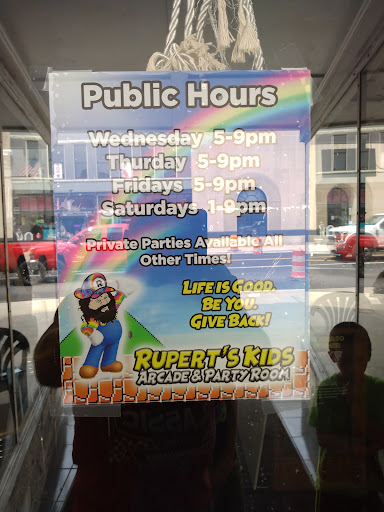 Public Hours
Wednesday 5-9pm
Thurday 5-9pm
Fridays 5-9pm
Saturdays 1-9pm
Private Parties Available All
Other Times!
Life is Good.
Be You.
Give Back!
Rupert's Kids
Arcade & Party Room